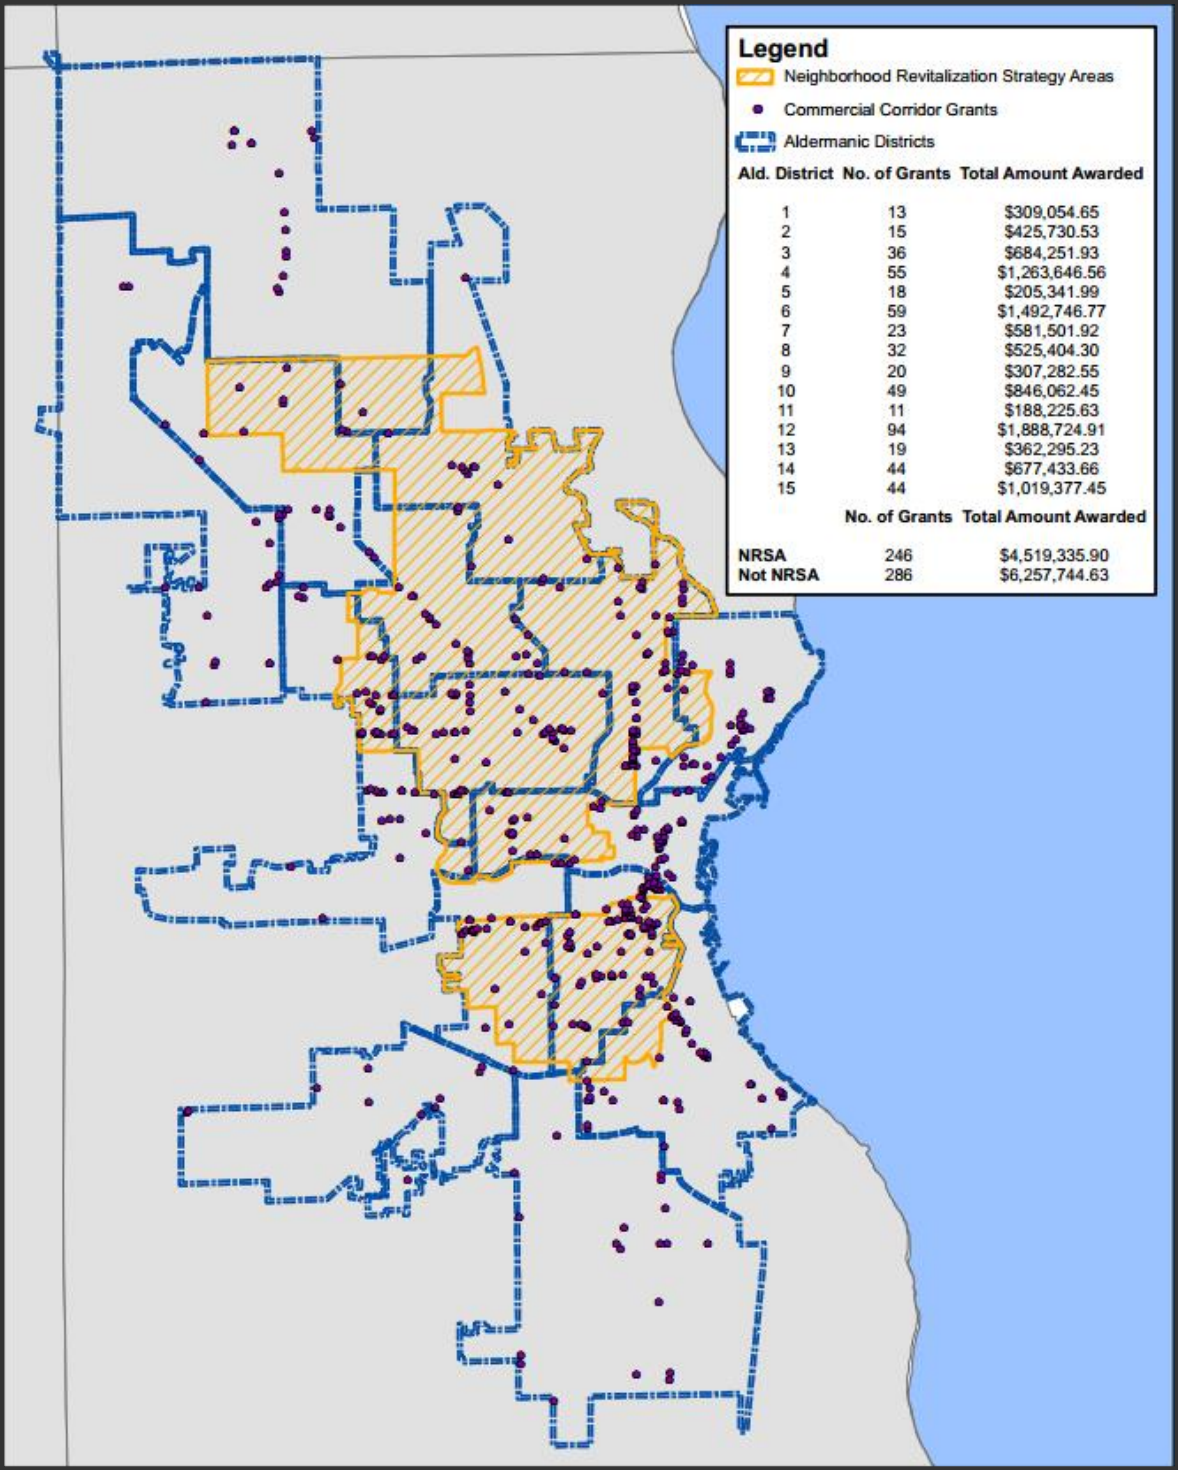 Legend
Neighborhood Revitalization Strategy Areas
Commercial Corridor Grants
Aldermanic Districts
Ald. District No. of Grants Total Amount Awarded
1 13 $309,054.65
2 15 $425,730.53
3 36 $684,251.93
4 55 $1,263,646.56
5 18 $205,341.99
6 59 $1,492,746.77
7 23 $581,501.92
8 32 $525,404.30
9 20 $307,282.55
10 49 $846,062.45
11 11 $188,225.63
12 94 $1,888,724.91
13 19 $362,295.23
14 44 $677,433.66
15 44 $1,019,377.45
No. of Grants Total Amount Awarded
NRSA 246 $4,519,335.90
Not NRSA 286 $6,257,744.63